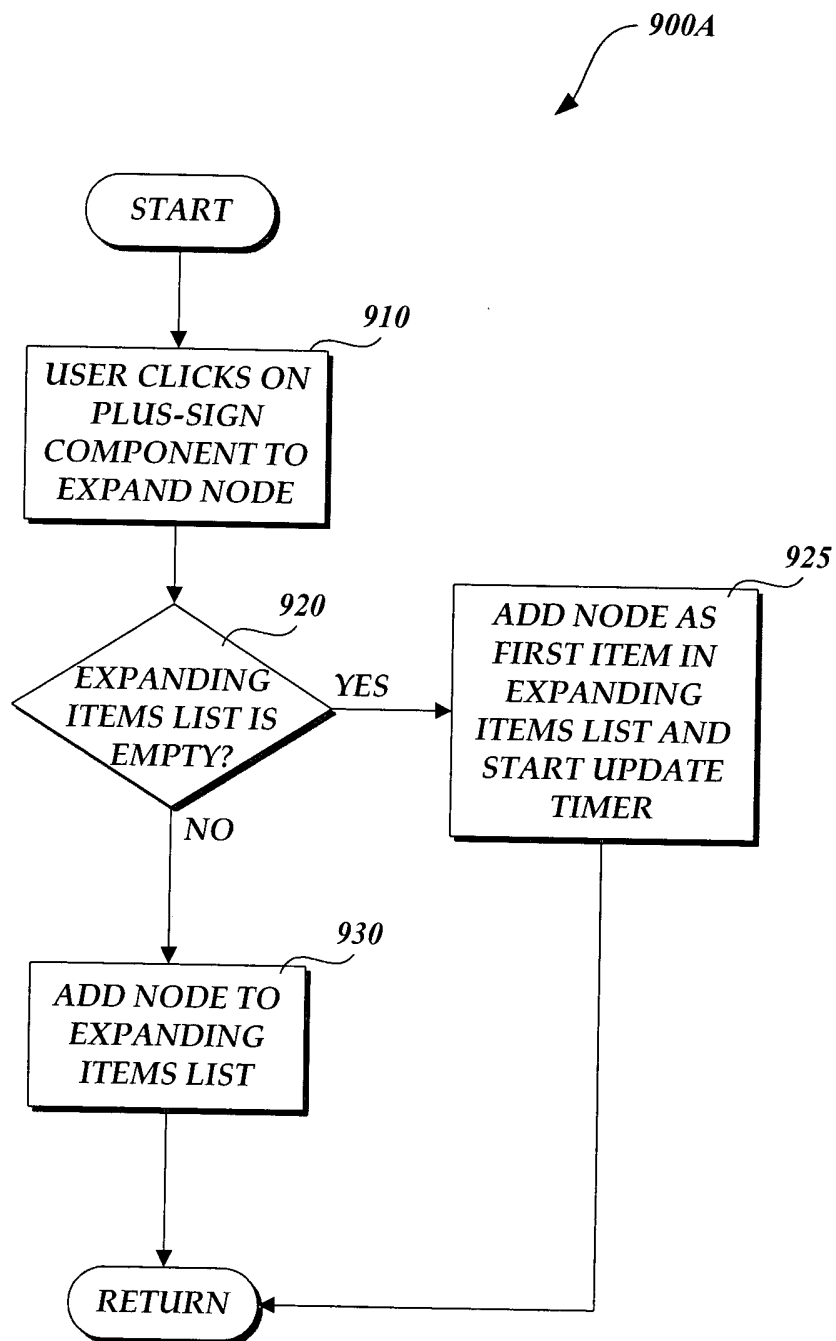 900A
START
910
USER CLICKS ON
PLUS-SIGN
COMPONENT TO
EXPAND NODE
920
EXPANDING
ITEMS LIST IS
EMPTY?
YES
NO
925
ADD NODE AS
FIRST ITEM IN
EXPANDING
ITEMS LIST AND
START UPDATE
TIMER
930
ADD NODE TO
EXPANDING
ITEMS LIST
RETURN